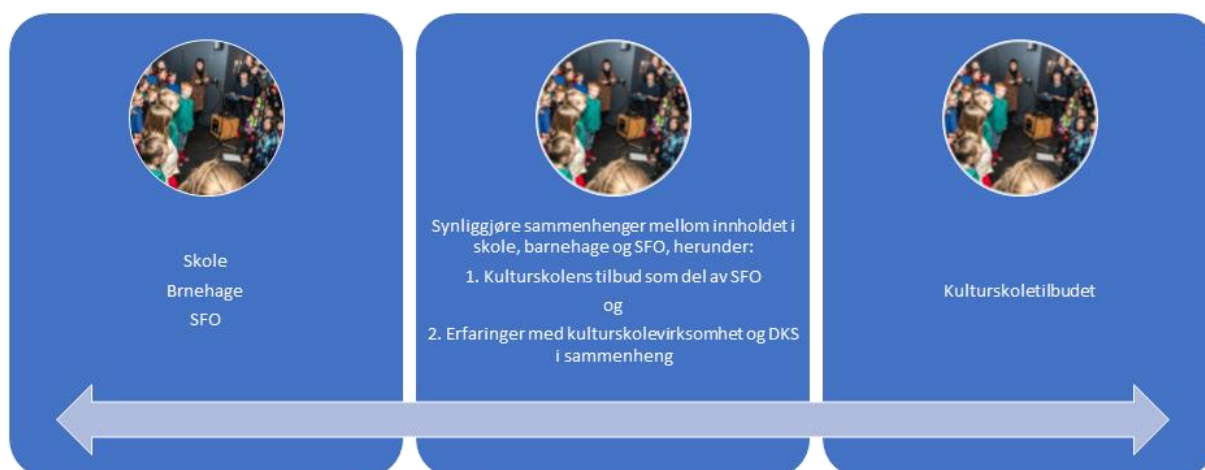 Skole
Brnehage
SFO
Synliggjøre sammenhenger mellom innholdet i
skole, barnehage og SFO, herunder:
1. Kulturskolens tilbud som del av SFO
og
2. Erfaringer med kulturskolevirksomhet og DKS
i sammenheng
Kulturskoletilbudet